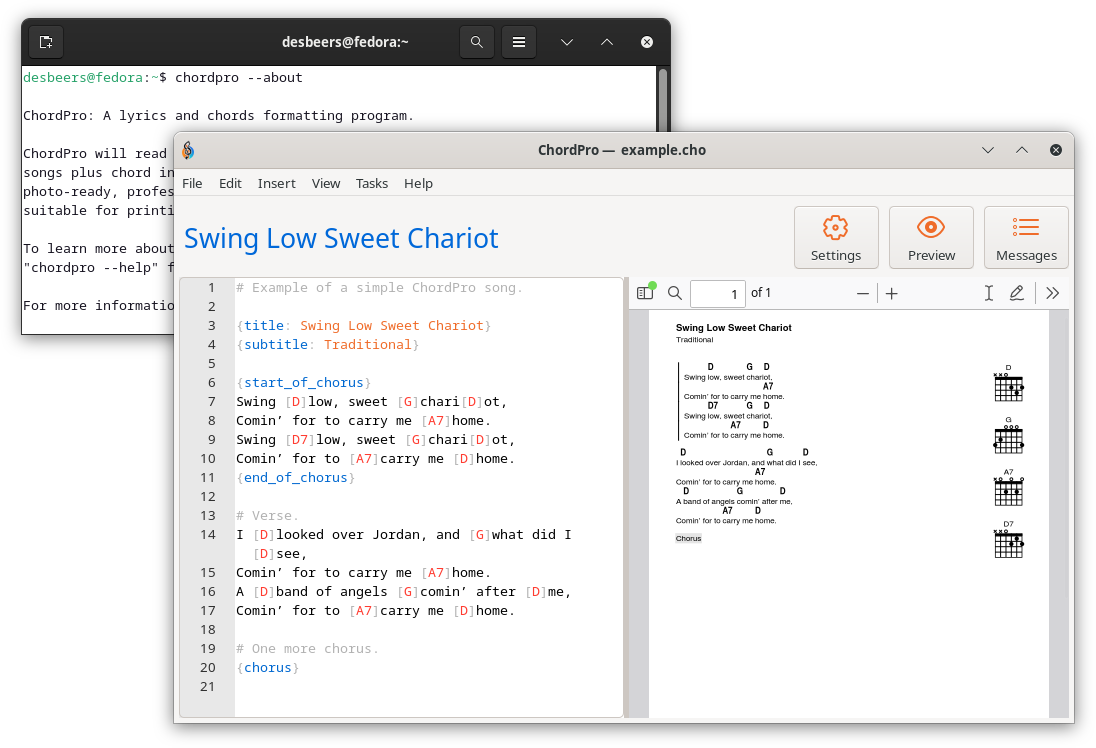 desbeers@fedora:~
desbeers@fedora:~$ chordpro --about
ChordPro: A lyrics and chords formatting program.
ChordPro will read
songs plus chord in
photo-ready, profes
suitable for printi
To learn more about
"chordpro --help" f
For more informatio
ChordPro — example.cho
File Edit Insert View Tasks Help
Swing Low Sweet Chariot
Settings Preview Messages
1 # Example of a simple ChordPro song.
2
3 {title: Swing Low Sweet Chariot}
4 {subtitle: Traditional}
5
6 {start_of_chorus}
7 Swing [D]low, sweet [G]chari[D]ot,
8 Comin’ for to carry me [A7]home.
9 Swing [D7]low, sweet [G]chari[D]ot,
10 Comin’ for to [A7]carry me [D]home.
11 {end_of_chorus}
12
13 # Verse.
14 I [D]looked over Jordan, and [G]what did I
[D]see,
15 Comin’ for to carry me [A7]home.
16 A [D]band of angels [G]comin’ after [D]me,
17 Comin’ for to [A7]carry me [D]home.
18
19 # One more chorus.
20 {chorus}
21
1 of 1
Swing Low Sweet Chariot
Traditional
D G D
Swing low, sweet chariot,
A7
Comin’ for to carry me home.
D7 G D
Swing low, sweet chariot,
A7 D
Comin’ for to carry me home.
D G D
I looked over Jordan, and what did I see,
A7
Comin’ for to carry me home.
D G D
A band of angels comin’ after me,
A7 D
Comin’ for to carry me home.
Chorus
D
G
A7
D7